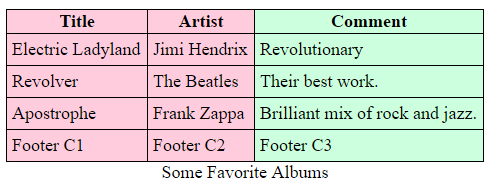 Title Artist Comment
Electric Ladyland Jimi Hendrix Revolutionary
Revolver The Beatles Their best work.
Apostrophe Frank Zappa Brilliant mix of rock and jazz.
Footer C1 Footer C2 Footer C3
Some Favorite Albums